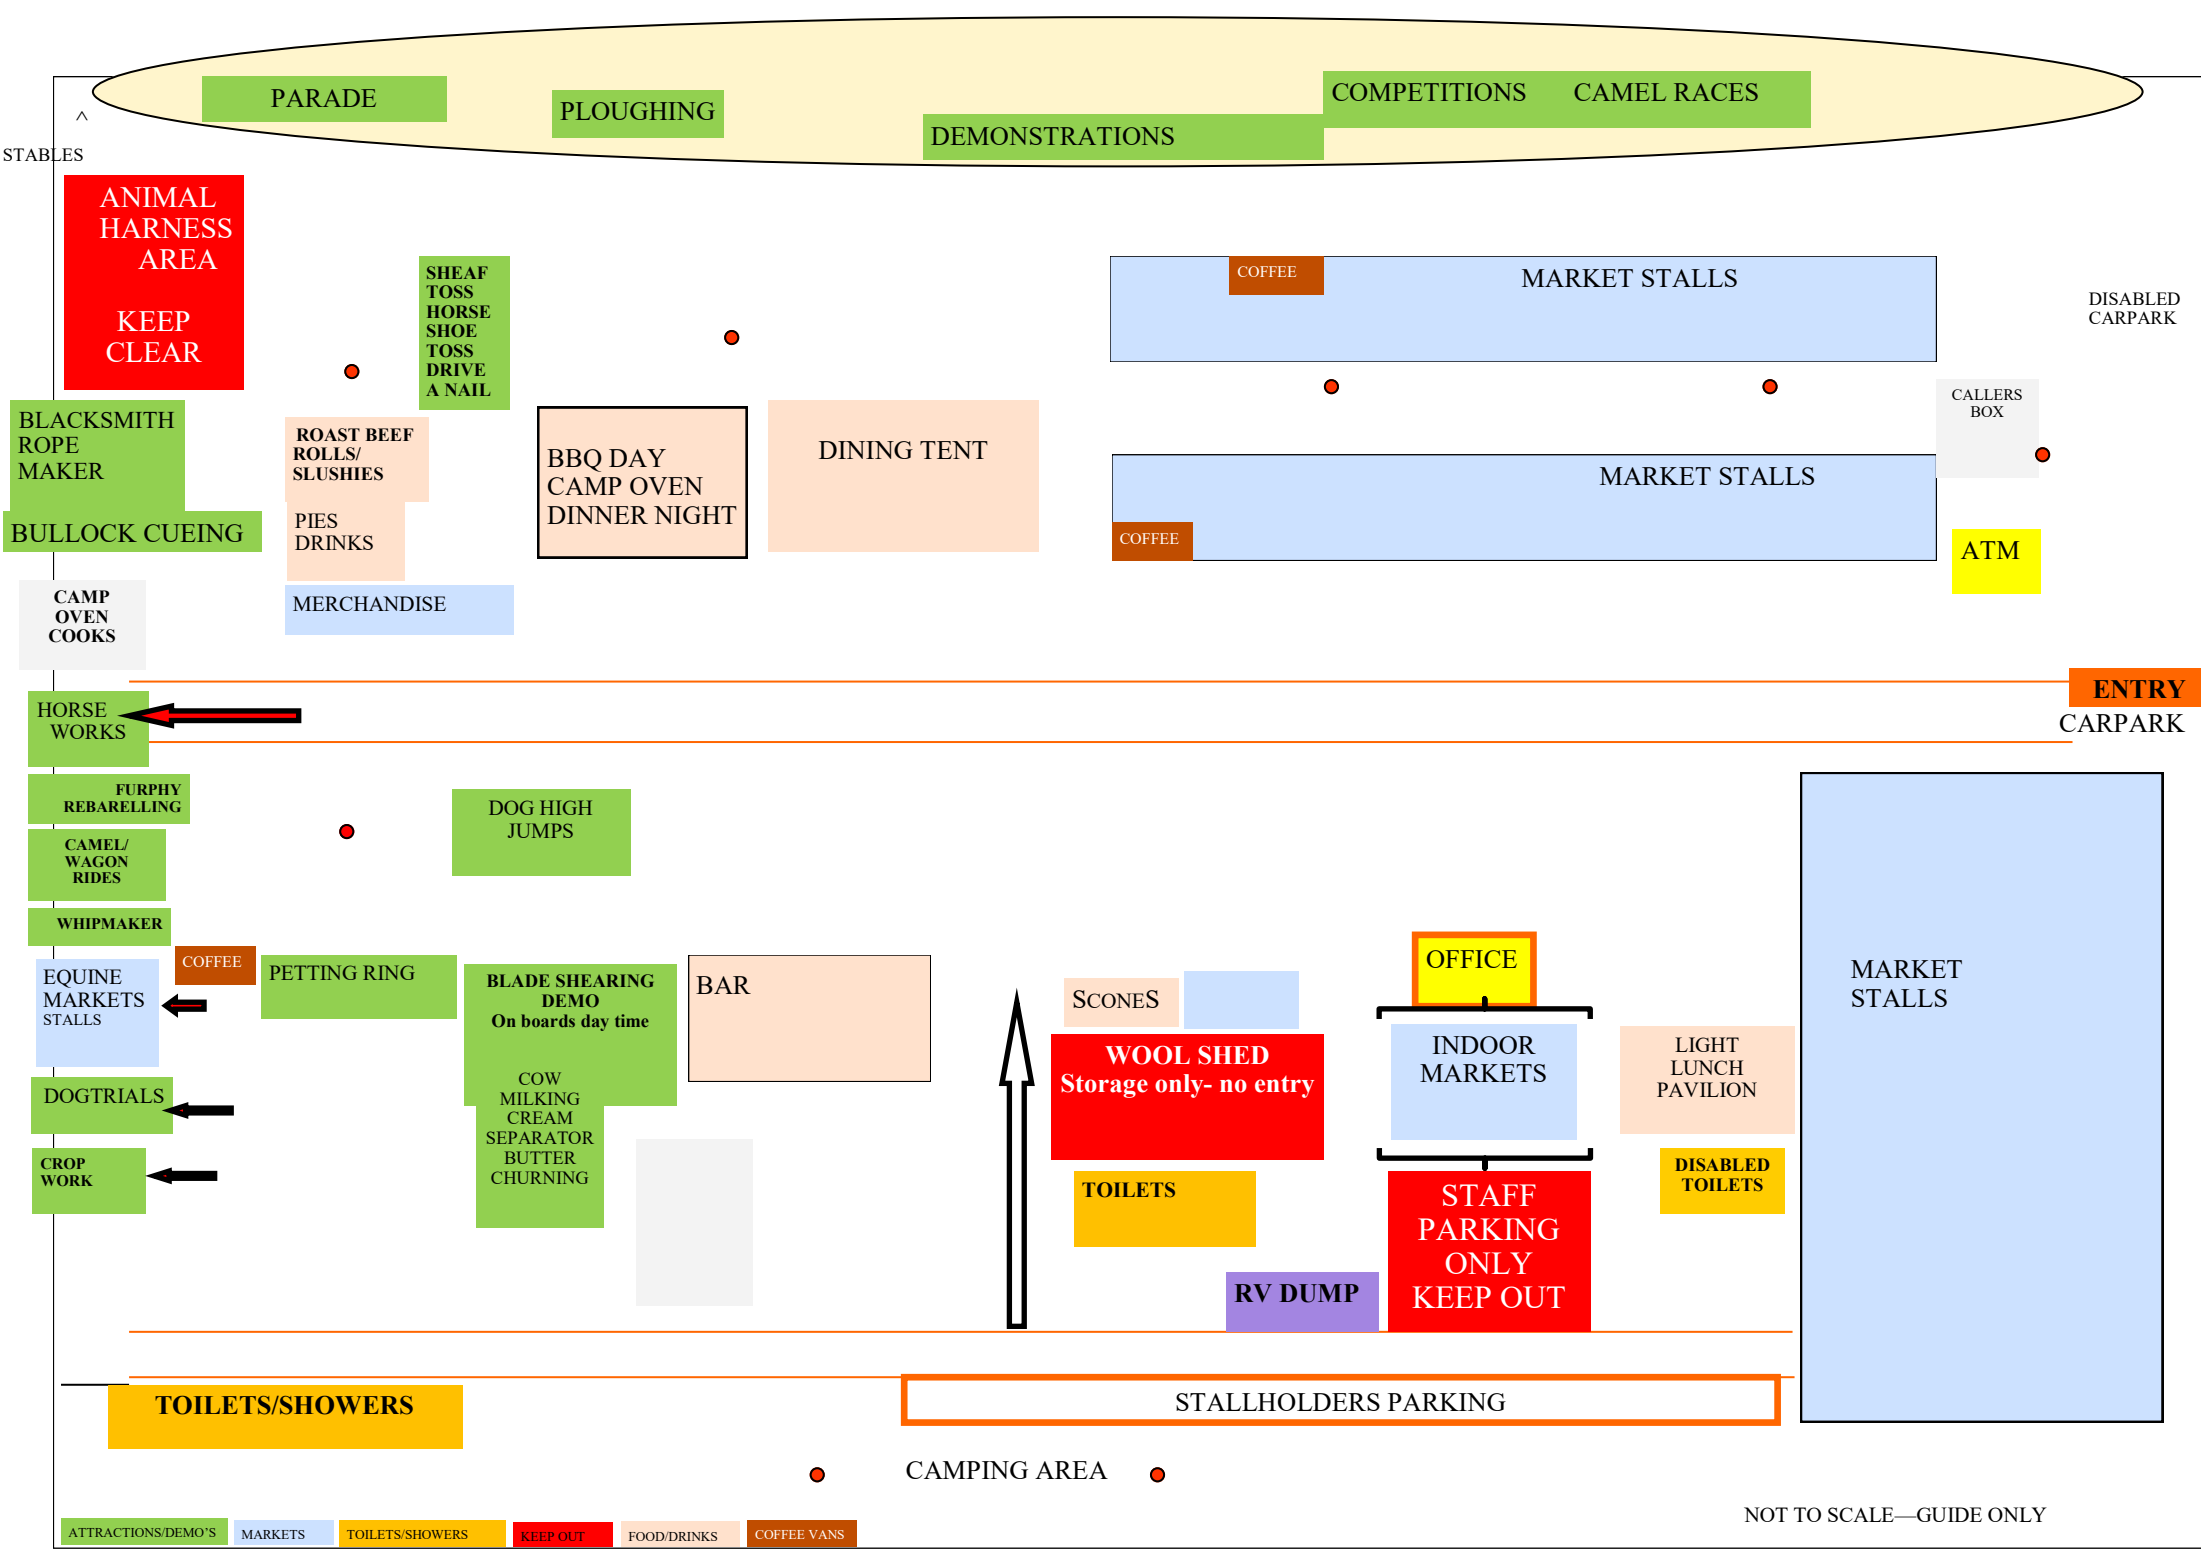 PARADE
PLOUGHING
DEMONSTRATIONS
COMPETITIONS CAMEL RACES
^
STABLES
ANIMAL
HARNESS
AREA
KEEP
CLEAR
SHEAF
TOSS
HORSE
SHOE
TOSS
DRIVE
A NAIL
COFFEE
MARKET STALLS
DISABLED
CARPARK
BLACKSMITH
ROPE
MAKER
BULLOCK CUEING
ROAST BEEF
ROLLS/
SLUSHIES
PIES
DRINKS
MERCHANDISE
BBQ DAY
CAMP OVEN
DINNER NIGHT
DINING TENT
MARKET STALLS
COFFEE
CALLERS
BOX
ATM
CAMP
OVEN
COOKS
ENTRY
CARPARK
HORSE
WORKS
FURPHY
REBARELLING
CAMEL/
WAGON
RIDES
WHIPMAKER
DOG HIGH
JUMPS
EQUINE
MARKETS
STALLS
COFFEE
PETTING RING
BLADE SHEARING
DEMO
On boards day time
COW
MILKING
CREAM
SEPARATOR
BUTTER
CHURNING
BAR
SCONES
WOOL SHED
Storage only- no entry
OFFICE
INDOOR
MARKETS
LIGHT
LUNCH
PAVILION
MARKET
STALLS
DOGTRIALS
CROP
WORK
TOILETS
STAFF
PARKING
ONLY
KEEP OUT
DISABLED
TOILETS
RV DUMP
TOILETS/SHOWERS
STALLHOLDERS PARKING
CAMPING AREA
NOT TO SCALE—GUIDE ONLY
ATTRACTIONS/DEMO'S
MARKETS
TOILETS/SHOWERS
KEEP OUT
FOOD/DRINKS
COFFEE VANS